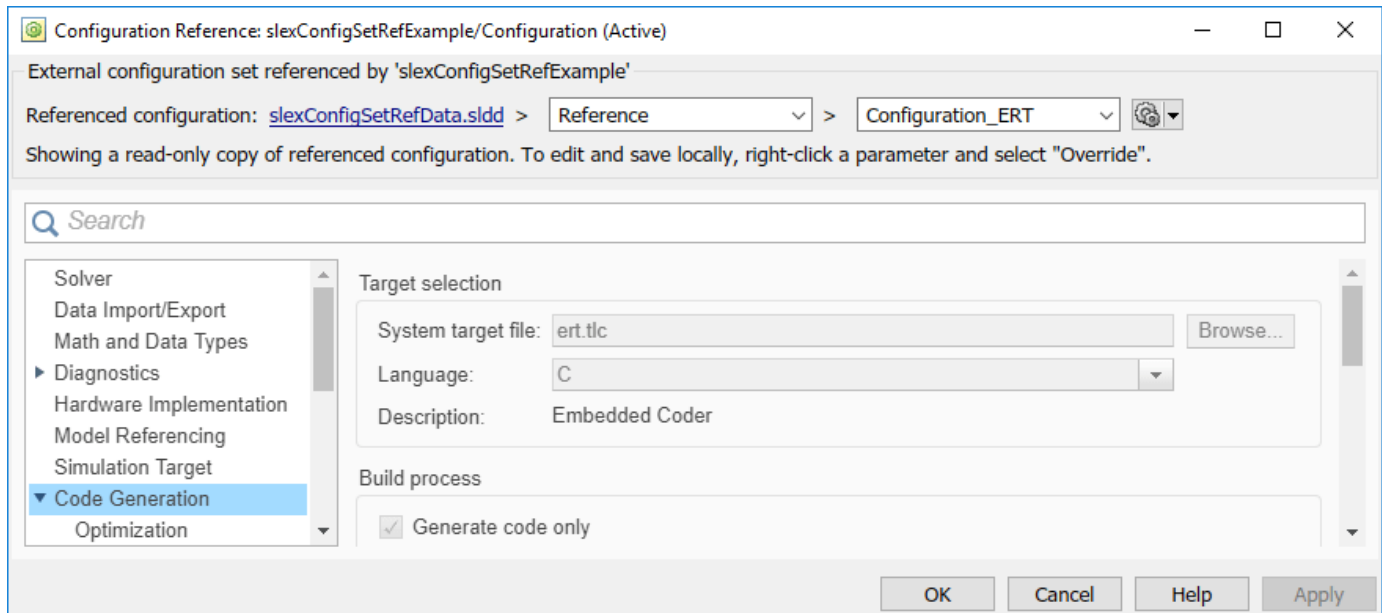 Configuration Reference: slexConfigSetRefExample/Configuration (Active)
External configuration set referenced by 'slexConfigSetRefExample'
Referenced configuration: slexConfigSetRefData.sldd > Reference > Configuration_ERT
Showing a read-only copy of referenced configuration. To edit and save locally, right-click a parameter and select "Override".
Search
Solver
Data Import/Export
Math and Data Types
Diagnostics
Hardware Implementation
Model Referencing
Simulation Target
Code Generation
Optimization
Target selection
System target file: ert.tlc Browse...
Language: C
Description: Embedded Coder
Build process
Generate code only
OK Cancel Help Apply